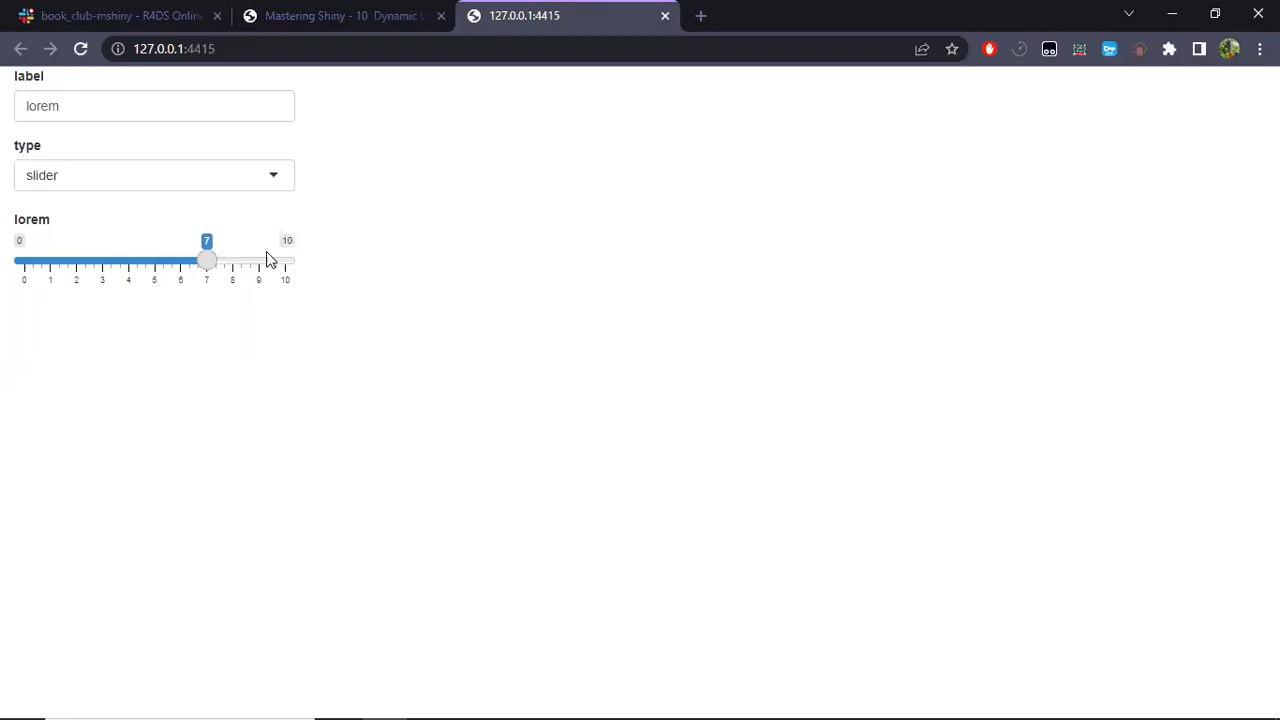 book_club-mshiny - R4DS Onlin
Mastering Shiny - 10 Dynamic U
127.0.0.1:4415
127.0.0.1:4415
label
lorem
type
slider
lorem
0 7 10
0 1 2 3 4 5 6 7 8 9 10